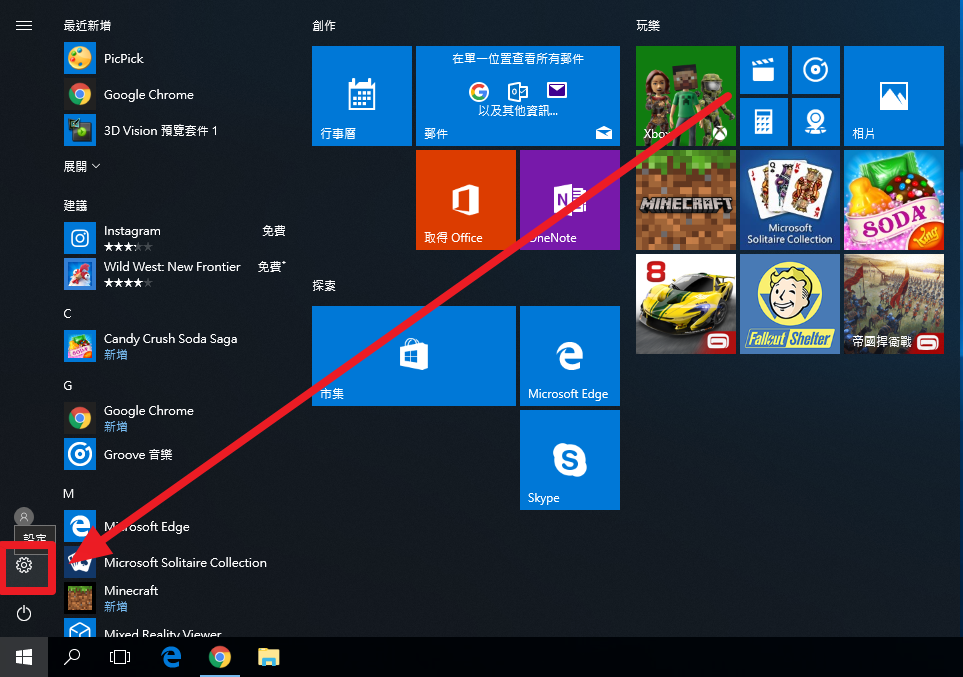 最近新增
PicPick
Google Chrome
3D Vision 預覽套件 1
展開
建議
Instagram 免費
Wild West: New Frontier 免費*
C
Candy Crush Soda Saga
新增
G
Google Chrome
新增
Groove 音樂
M
Microsoft Edge
Microsoft Solitaire Collection
Minecraft
新增
Mixed Reality Viewer
設定
創作
行事曆
在單一位置查看所有郵件
以及其他資訊...
郵件
取得 Office
OneNote
探索
市集
Microsoft Edge
Skype
玩樂
Xbox
相片
MINECRAFT
Microsoft
Solitaire Collection
SODA
King
8
Fallout Shelter
帝國捍衛戰